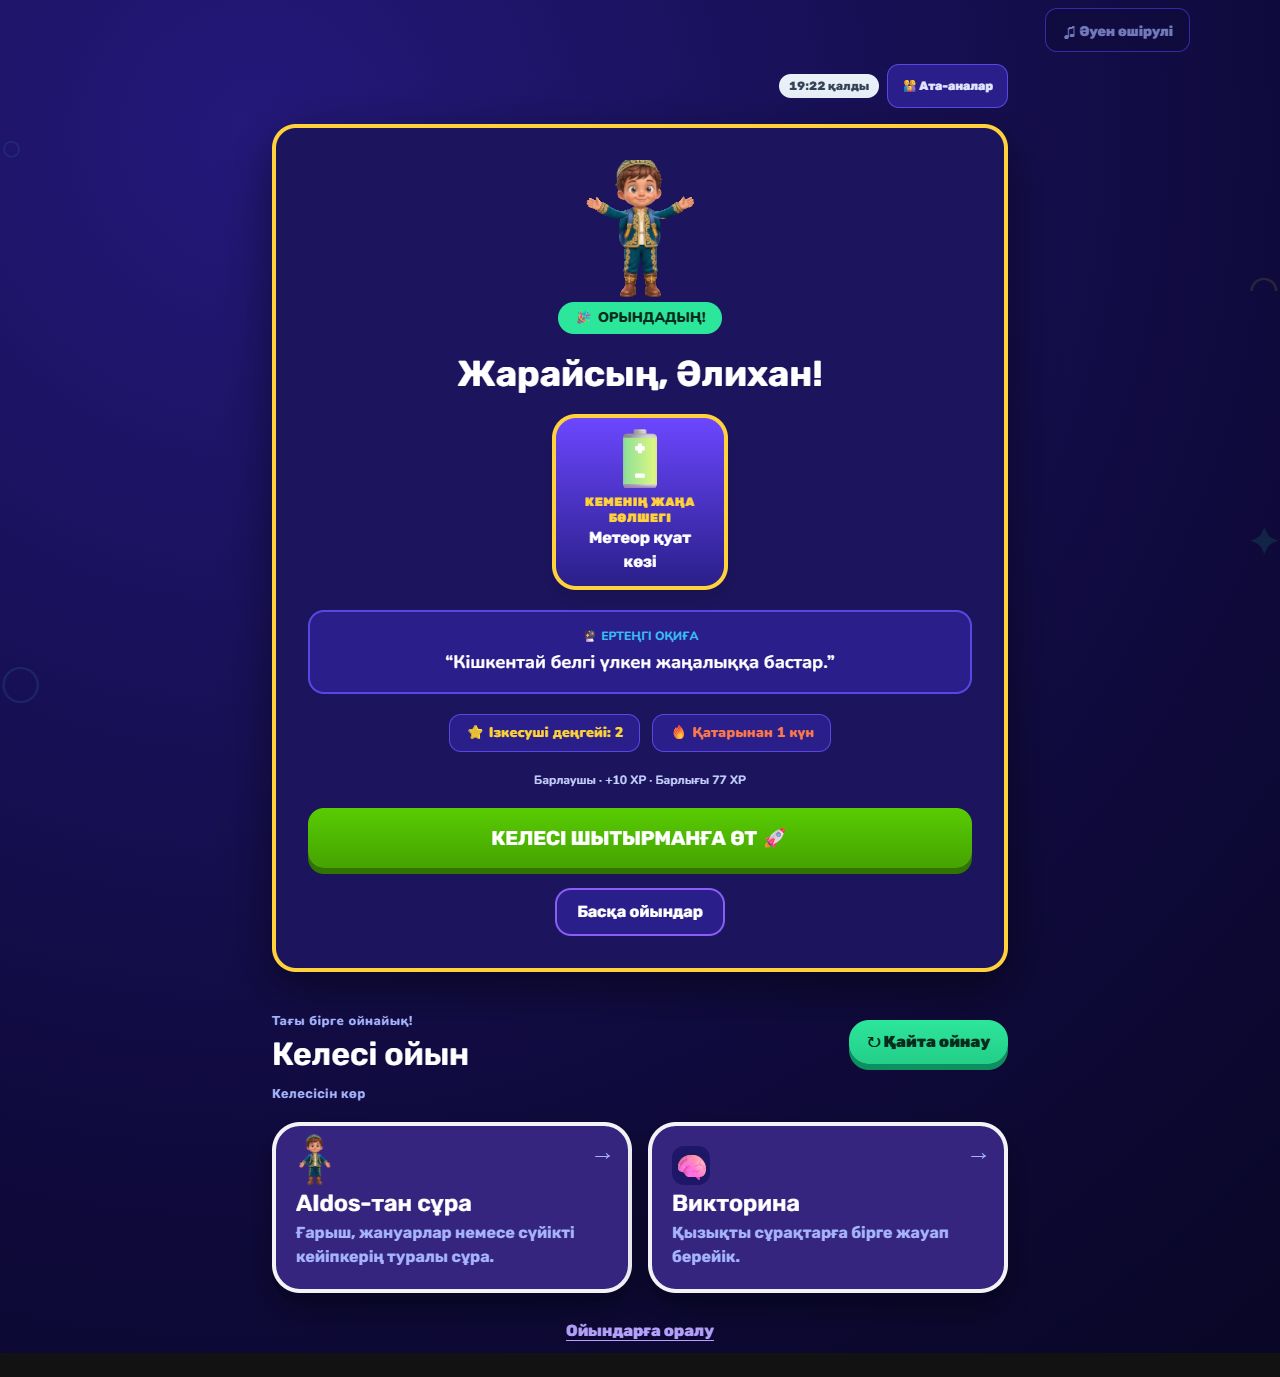 ♫ Әуен өшірулі
19:22 қалды
Ата-аналар
ОРЫНДАДЫҢ!
Жарайсың, Әлихан!
КЕМЕНІҢ ЖАҢА
БӨЛШЕГІ
Метеор қуат
көзі
ЕРТЕҢГІ ОҚИҒА
“Кішкентай белгі үлкен жаңалыққа бастар.”
Ізкесуші деңгейі: 2
Қатарынан 1 күн
Барлаушы · +10 XP · Барлығы 77 XP
КЕЛЕСІ ШЫТЫРМАНҒА ӨТ 🚀
Басқа ойындар
Тағы бірге ойнайық!
Келесі ойын
↻ Қайта ойнау
Келесісін көр
→
Aldos-тан сұра
Ғарыш, жануарлар немесе сүйікті
кейіпкерің туралы сұра.
→
Викторина
Қызықты сұрақтарға бірге жауап
берейік.
Ойындарға оралу